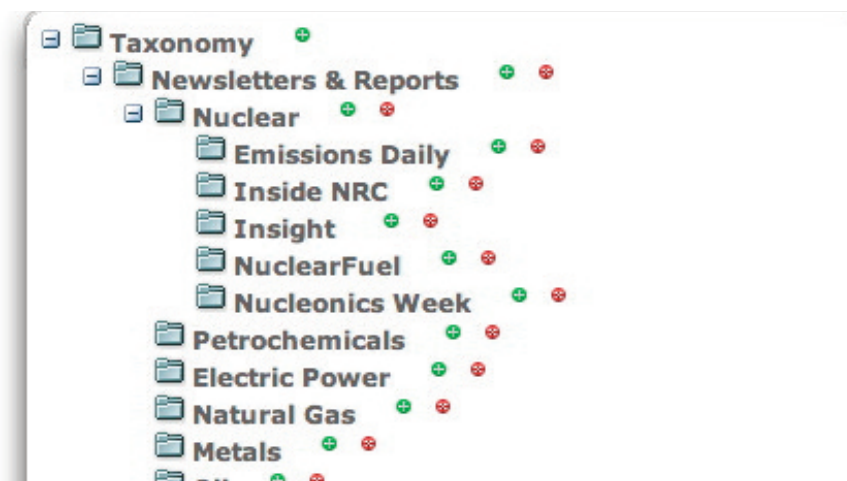 Taxonomy
Newsletters & Reports
Nuclear
Emissions Daily
Inside NRC
Insight
NuclearFuel
Nucleonics Week
Petrochemicals
Electric Power
Natural Gas
Metals